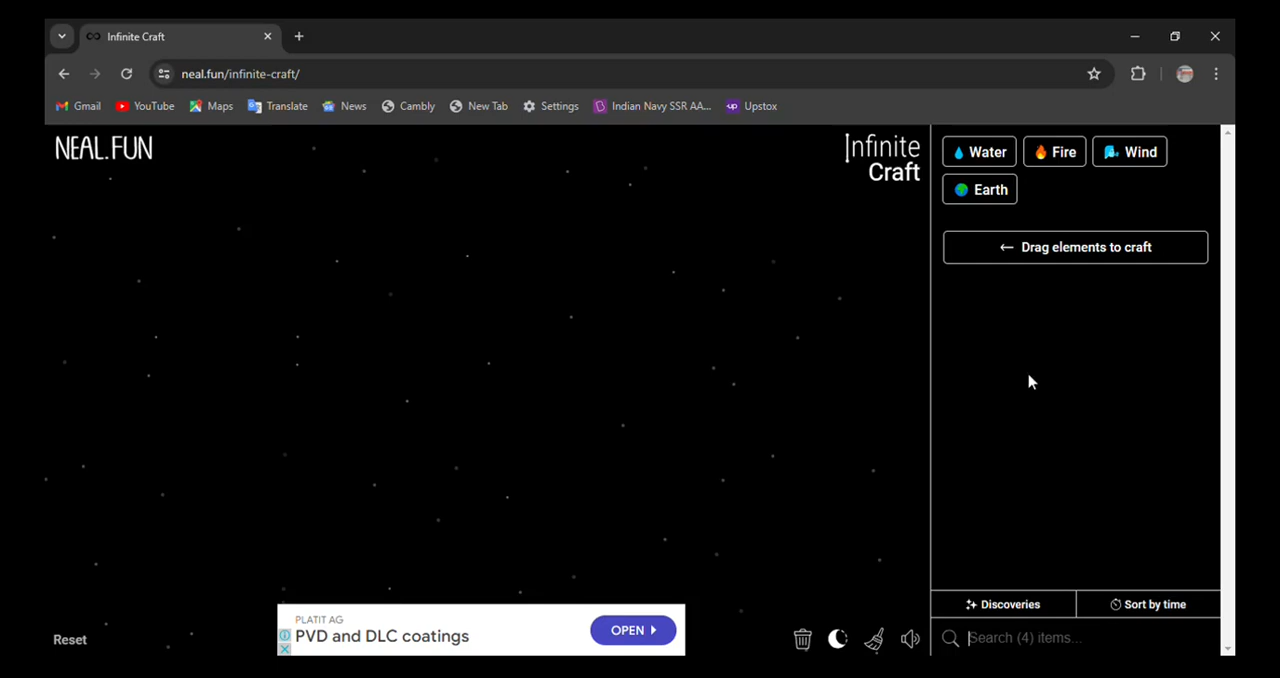 Infinite Craft
neal.fun/infinite-craft/
Gmail YouTube Maps Translate News Cambly New Tab Settings Indian Navy SSR AA... Upstox
NEAL.FUN
Infinite
Craft
Water Fire Wind
Earth
← Drag elements to craft
Discoveries Sort by time
Search (4) items...
PLATIT AG
PVD and DLC coatings
OPEN
Reset